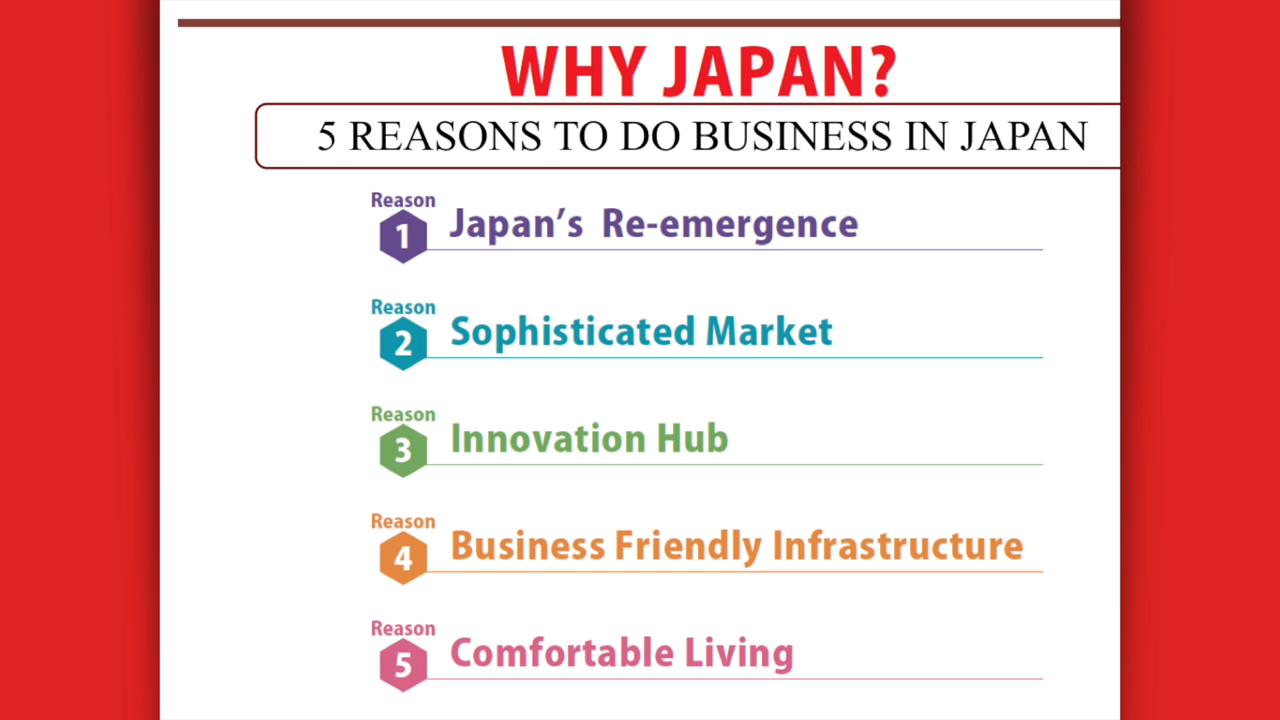 WHY JAPAN?
5 REASONS TO DO BUSINESS IN JAPAN
Reason
1 Japan’s Re-emergence
Reason
2 Sophisticated Market
Reason
3 Innovation Hub
Reason
4 Business Friendly Infrastructure
Reason
5 Comfortable Living